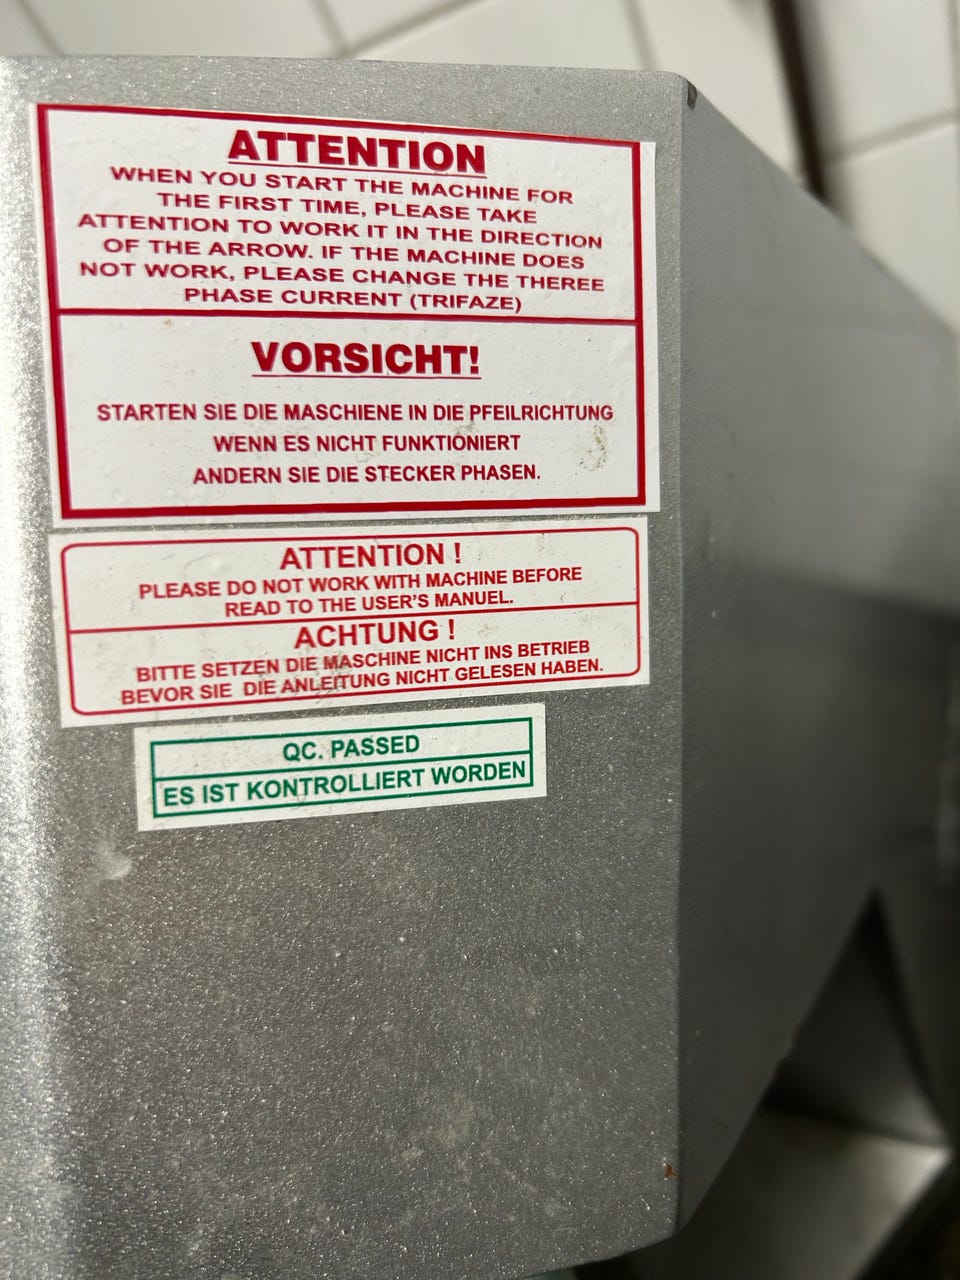 ATTENTION
WHEN YOU START THE MACHINE FOR
THE FIRST TIME, PLEASE TAKE
ATTENTION TO WORK IT IN THE DIRECTION
OF THE ARROW. IF THE MACHINE DOES
NOT WORK, PLEASE CHANGE THE THEREE
PHASE CURRENT (TRIFAZE)
VORSICHT!
STARTEN SIE DIE MASCHIENE IN DIE PFEILRICHTUNG
WENN ES NICHT FUNKTIONIERT
ANDERN SIE DIE STECKER PHASEN.
ATTENTION !
PLEASE DO NOT WORK WITH MACHINE BEFORE
READ TO THE USER'S MANUEL.
ACHTUNG !
BITTE SETZEN DIE MASCHINE NICHT INS BETRIEB
BEVOR SIE DIE ANLEITUNG NICHT GELESEN HABEN.
QC. PASSED
ES IST KONTROLLIERT WORDEN